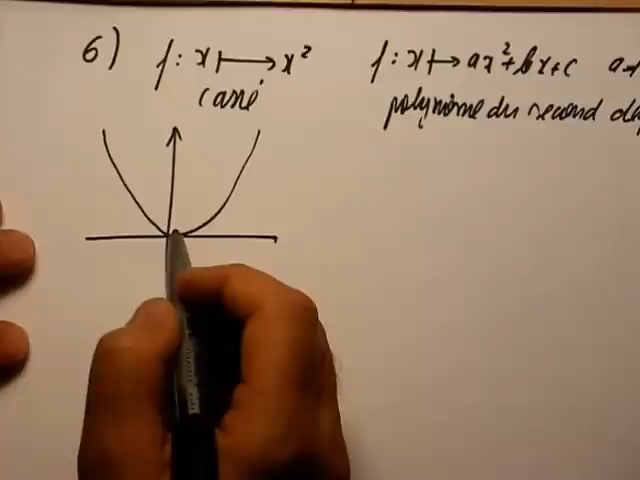 6) f : x ⟼ x² f : x ⟼ ax²+bx+c
carré polynôme du second